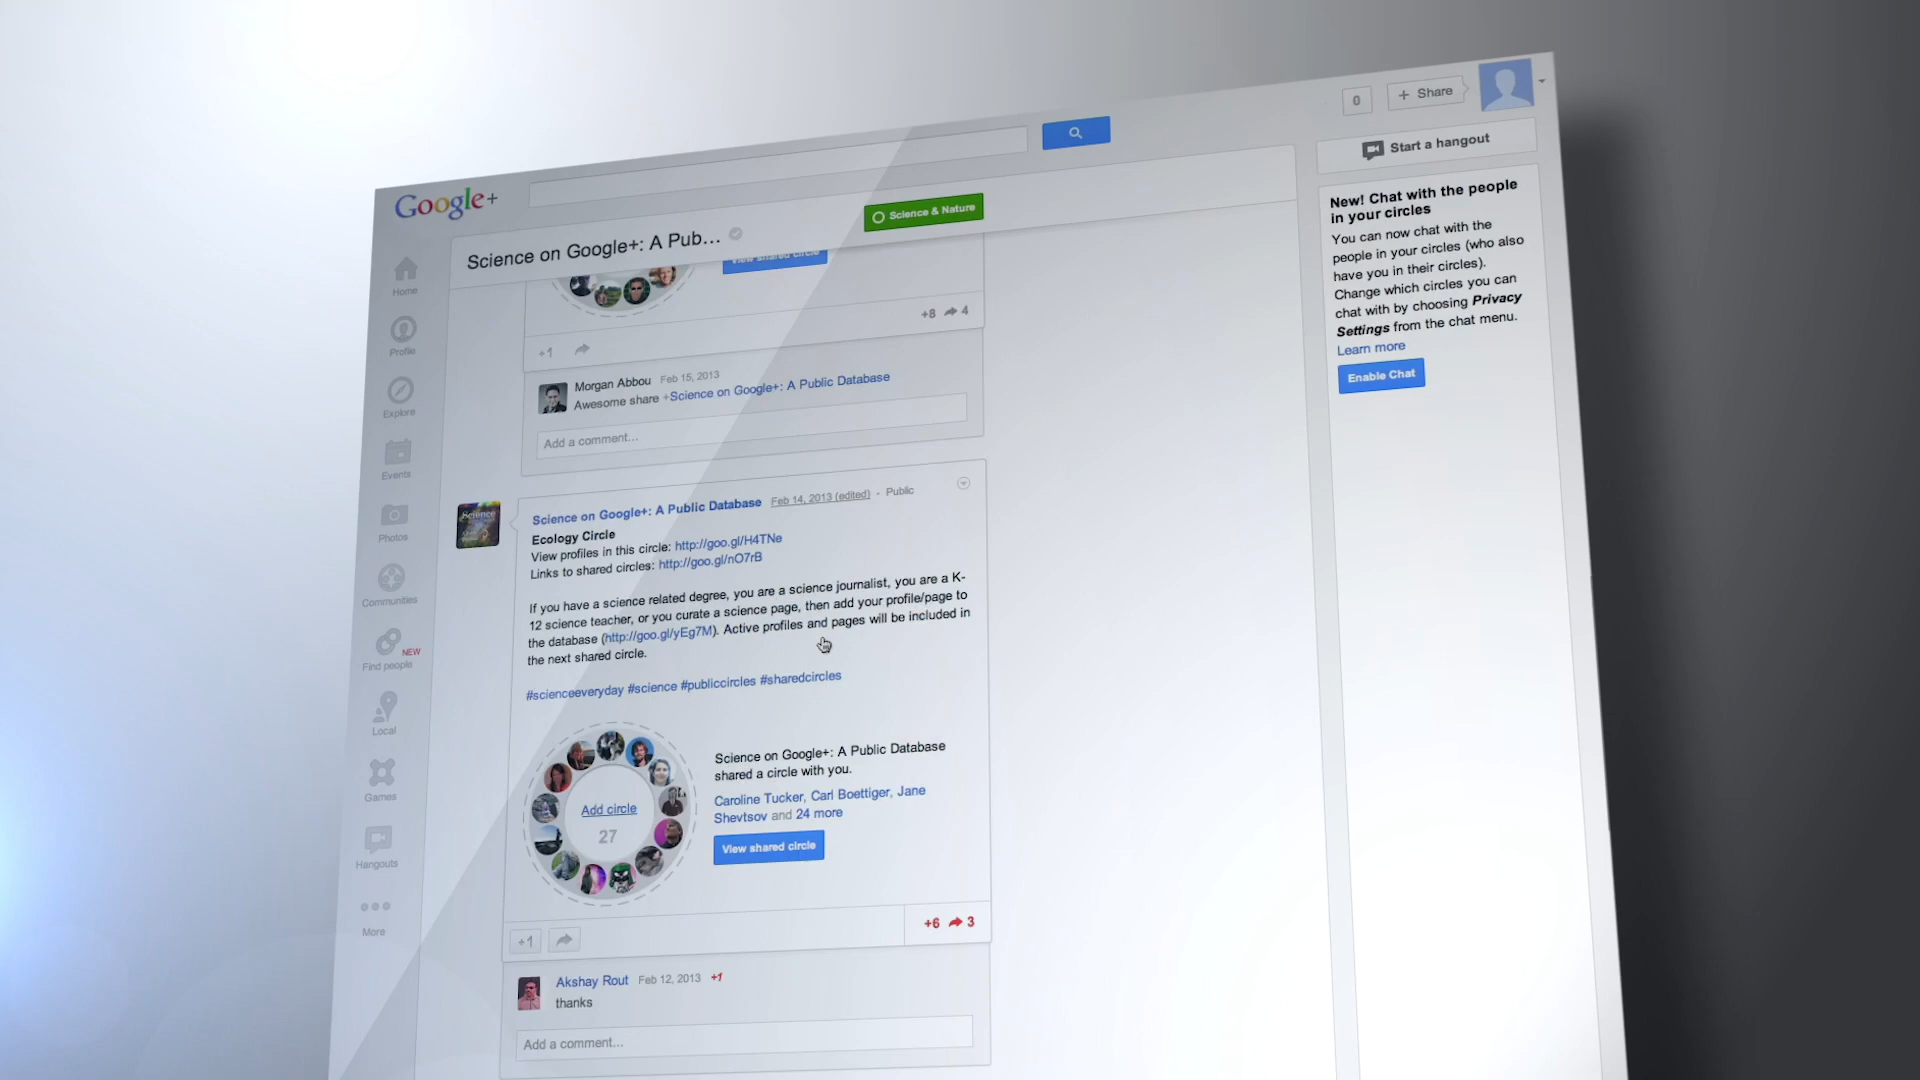 Google+
0
+ Share
Start a hangout
Science on Google+: A Pub...
Science & Nature
New! Chat with the people
in your circles
You can now chat with the
people in your circles (who also
have you in their circles).
Change which circles you can
chat with by choosing Privacy
Settings from the chat menu.
Learn more
Enable Chat
Home
Profile
Explore
Events
Photos
Communities
NEW
Find people
Local
Games
Hangouts
More
View shared circle
+8 4
+1
Morgan Abbou Feb 15, 2013
Awesome share +Science on Google+: A Public Database
Add a comment...
Science
Science on Google+: A Public Database Feb 14, 2013 (edited) - Public
Ecology Circle
View profiles in this circle: http://goo.gl/H4TNe
Links to shared circles: http://goo.gl/nO7rB
If you have a science related degree, you are a science journalist, you are a K-
12 science teacher, or you curate a science page, then add your profile/page to
the database (http://goo.gl/yEg7M). Active profiles and pages will be included in
the next shared circle.
#scienceeveryday #science #publiccircles #sharedcircles
Add circle
27
Science on Google+: A Public Database
shared a circle with you.
Caroline Tucker, Carl Boettiger, Jane
Shevtsov and 24 more
View shared circle
+1
+6 3
Akshay Rout Feb 12, 2013 +1
thanks
Add a comment...